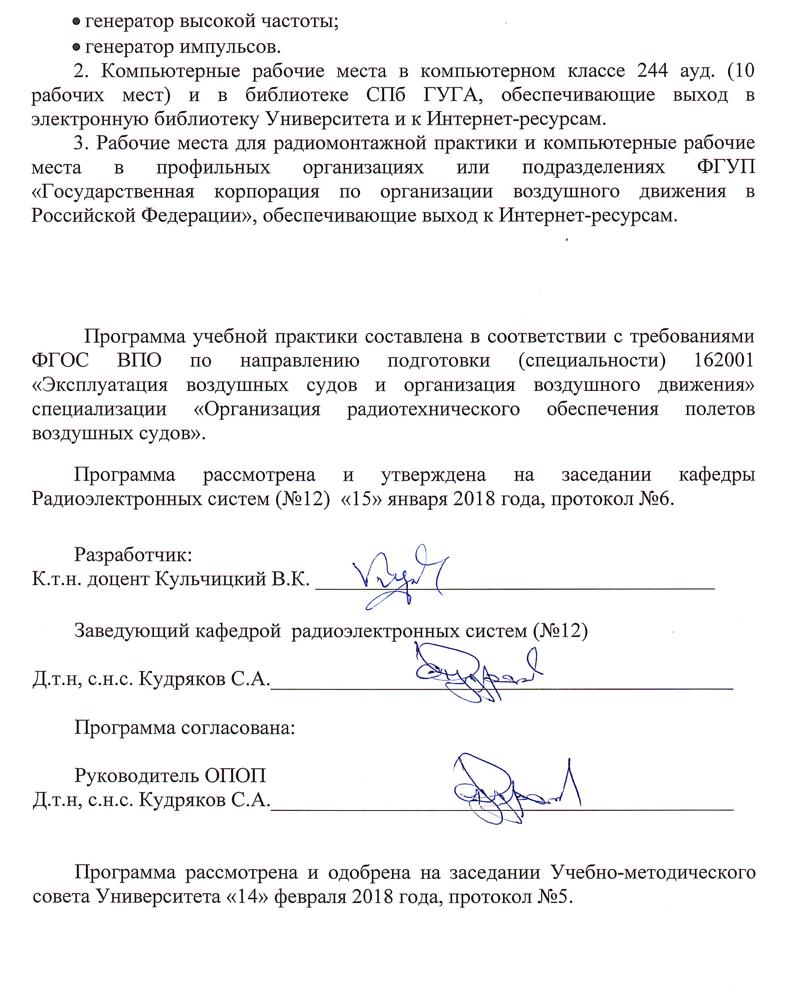 • генератор высокой частоты;
• генератор импульсов.
2. Компьютерные рабочие места в компьютерном классе 244 ауд. (10
рабочих мест) и в библиотеке СПб ГУГА, обеспечивающие выход в
электронную библиотеку Университета и к Интернет-ресурсам.
3. Рабочие места для радиомонтажной практики и компьютерные рабочие
места в профильных организациях или подразделениях ФГУП
«Государственная корпорация по организации воздушного движения в
Российской Федерации», обеспечивающие выход к Интернет-ресурсам.
Программа учебной практики составлена в соответствии с требованиями
ФГОС ВПО по направлению подготовки (специальности) 162001
«Эксплуатация воздушных судов и организация воздушного движения»
специализации «Организация радиотехнического обеспечения полетов
воздушных судов».
Программа рассмотрена и утверждена на заседании кафедры
Радиоэлектронных систем (№12) «15» января 2018 года, протокол №6.
Разработчик:
К.т.н. доцент Кульчицкий В.К.
Заведующий кафедрой радиоэлектронных систем (№12)
Д.т.н, с.н.с. Кудряков С.А.
Программа согласована:
Руководитель ОПОП
Д.т.н, с.н.с. Кудряков С.А.
Программа рассмотрена и одобрена на заседании Учебно-методического
совета Университета «14» февраля 2018 года, протокол №5.